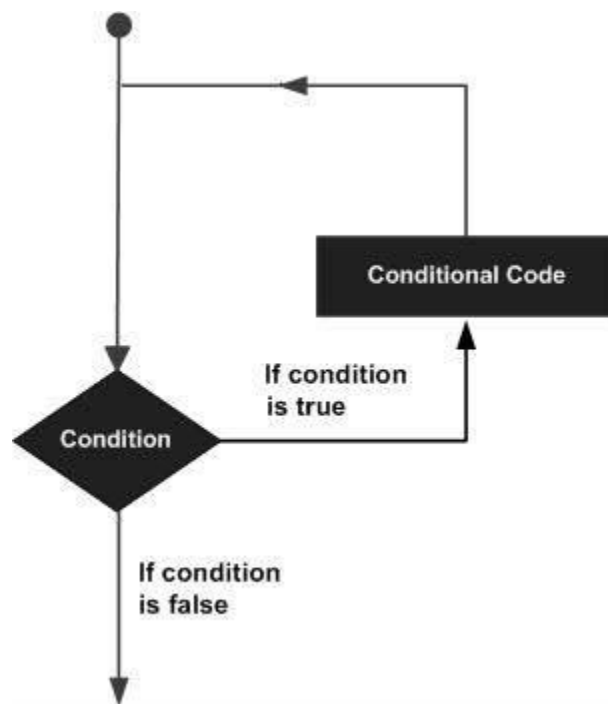 Conditional Code
If condition
is true
Condition
If condition
is false